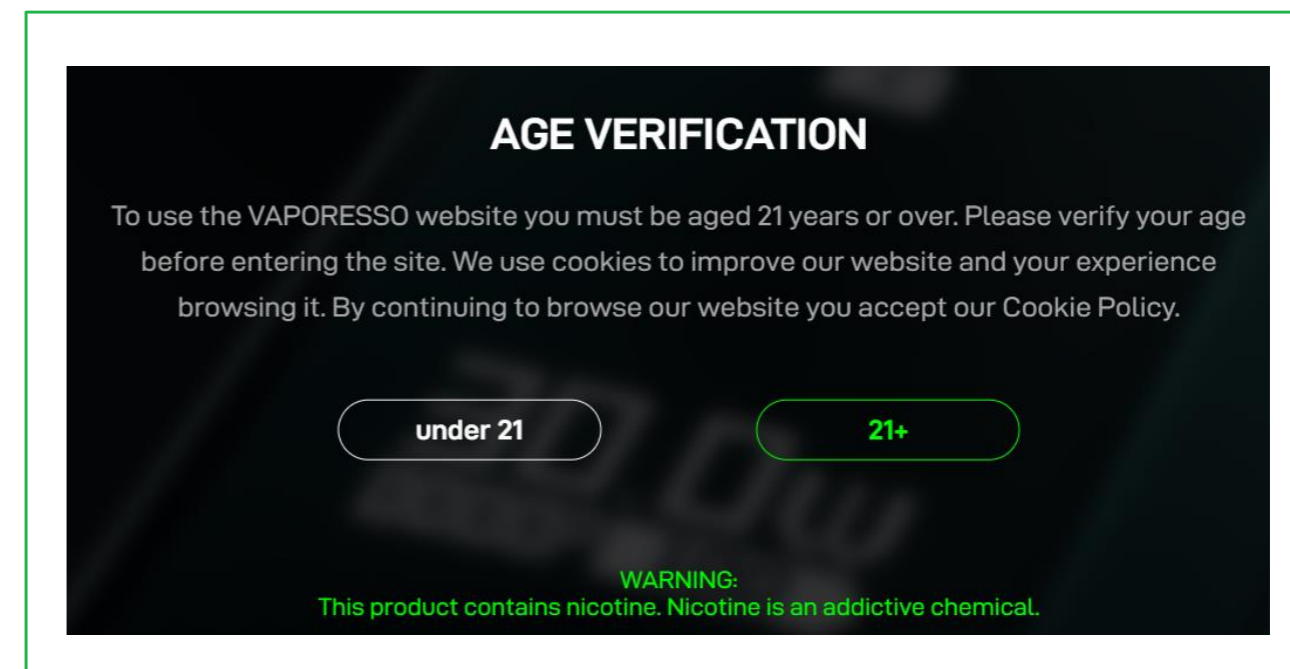 AGE VERIFICATION
To use the VAPORESSO website you must be aged 21 years or over. Please verify your age
before entering the site. We use cookies to improve our website and your experience
browsing it. By continuing to browse our website you accept our Cookie Policy.
under 21
21+
20.0w
WARNING:
This product contains nicotine. Nicotine is an addictive chemical.